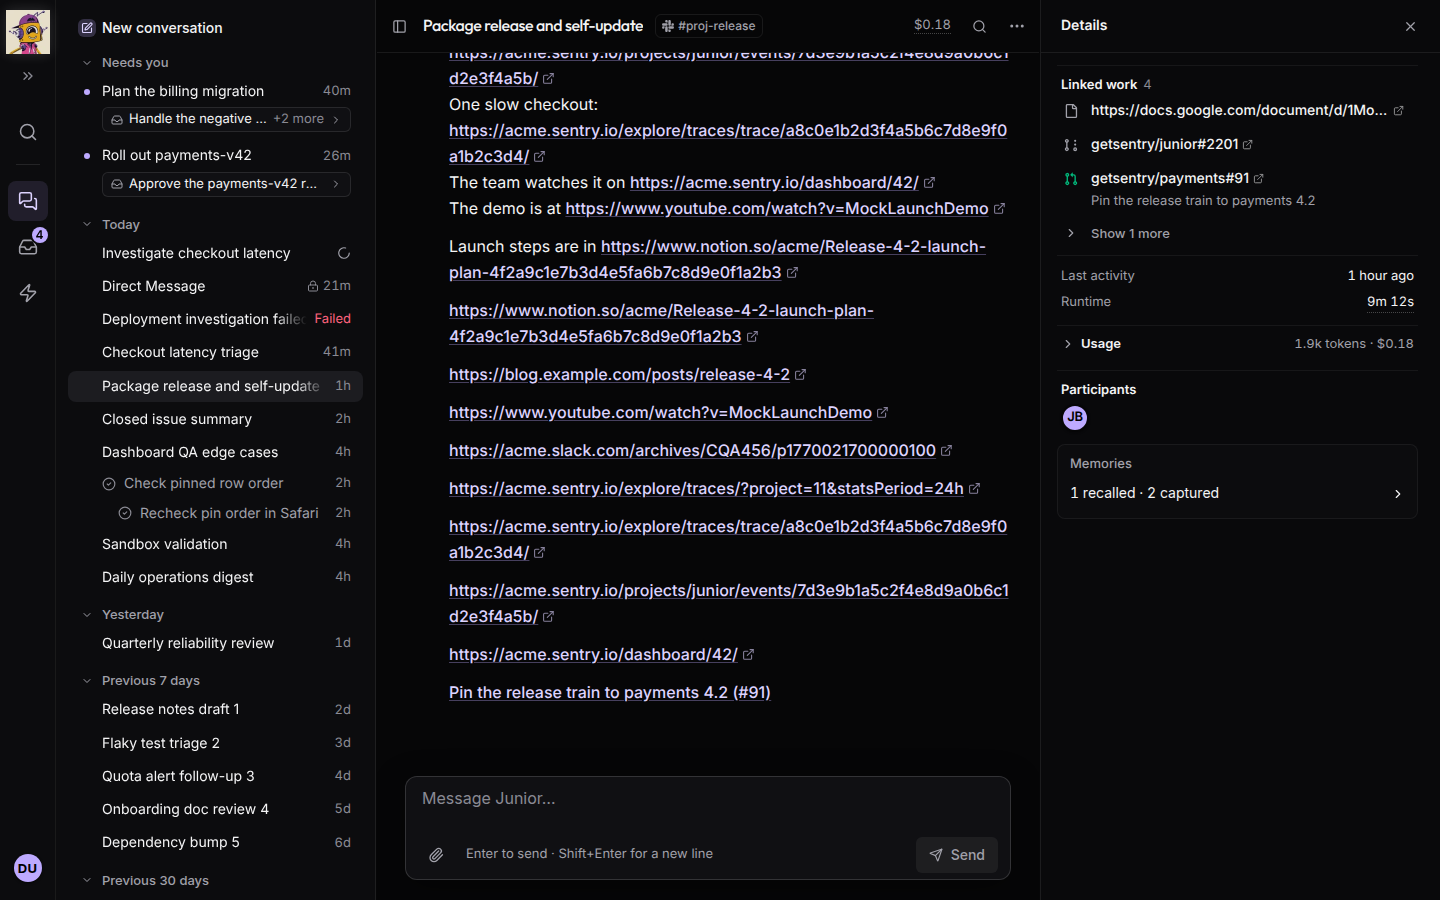 New conversation
Needs you
Plan the billing migration 40m
Handle the negative ... +2 more
Roll out payments-v42 26m
Approve the payments-v42 r...
Today
Investigate checkout latency
Direct Message 21m
Deployment investigation failed Failed
Checkout latency triage 41m
Package release and self-update 1h
Closed issue summary 2h
Dashboard QA edge cases 4h
Check pinned row order 2h
Recheck pin order in Safari 2h
Sandbox validation 4h
Daily operations digest 4h
Yesterday
Quarterly reliability review 1d
Previous 7 days
Release notes draft 1 2d
Flaky test triage 2 3d
Quota alert follow-up 3 4d
Onboarding doc review 4 5d
Dependency bump 5 6d
Previous 30 days
4
DU
Package release and self-update #proj-release $0.18
https://acme.sentry.io/projects/junior/events/7d3e9b1a5c2f4e8d9a0b6c1
d2e3f4a5b/
One slow checkout:
https://acme.sentry.io/explore/traces/trace/a8c0e1b2d3f4a5b6c7d8e9f0
a1b2c3d4/
The team watches it on https://acme.sentry.io/dashboard/42/
The demo is at https://www.youtube.com/watch?v=MockLaunchDemo
Launch steps are in https://www.notion.so/acme/Release-4-2-launch-
plan-4f2a9c1e7b3d4e5fa6b7c8d9e0f1a2b3
https://www.notion.so/acme/Release-4-2-launch-plan-
4f2a9c1e7b3d4e5fa6b7c8d9e0f1a2b3
https://blog.example.com/posts/release-4-2
https://www.youtube.com/watch?v=MockLaunchDemo
https://acme.slack.com/archives/CQA456/p1770021700000100
https://acme.sentry.io/explore/traces/?project=11&statsPeriod=24h
https://acme.sentry.io/explore/traces/trace/a8c0e1b2d3f4a5b6c7d8e9f0
a1b2c3d4/
https://acme.sentry.io/projects/junior/events/7d3e9b1a5c2f4e8d9a0b6c1
d2e3f4a5b/
https://acme.sentry.io/dashboard/42/
Pin the release train to payments 4.2 (#91)
Message Junior...
Enter to send · Shift+Enter for a new line
Send
Details
Linked work 4
https://docs.google.com/document/d/1Mo...
getsentry/junior#2201
getsentry/payments#91
Pin the release train to payments 4.2
Show 1 more
Last activity 1 hour ago
Runtime 9m 12s
Usage 1.9k tokens · $0.18
Participants
JB
Memories
1 recalled · 2 captured